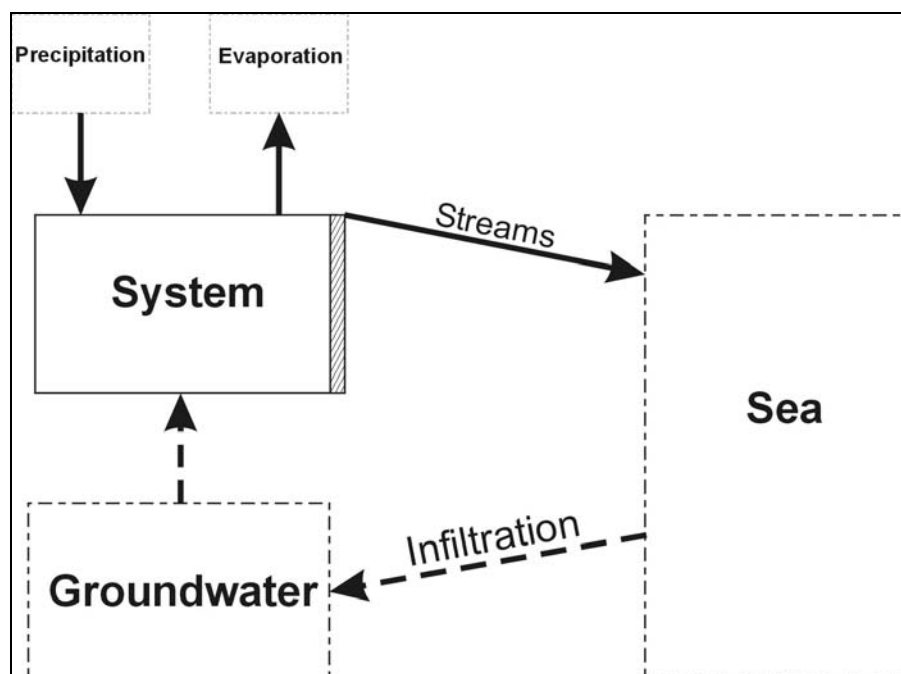 Precipitation
Evaporation
Streams
System
Sea
Infiltration
Groundwater